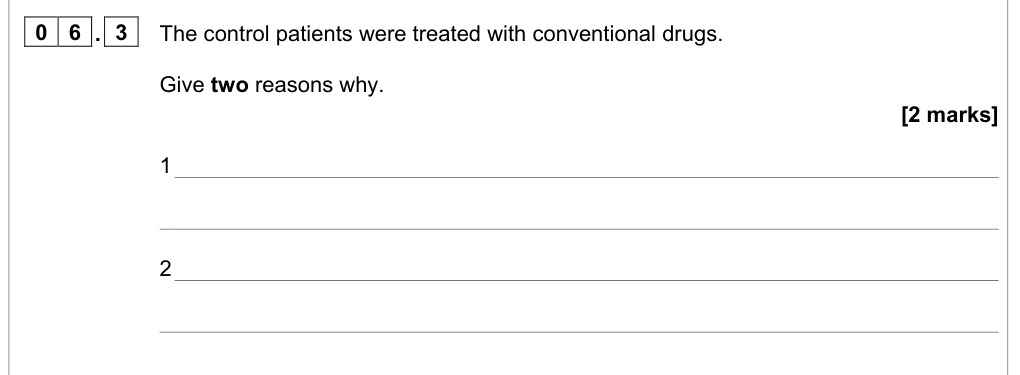 0 6 . 3 The control patients were treated with conventional drugs.
Give two reasons why.
[2 marks]
1
2